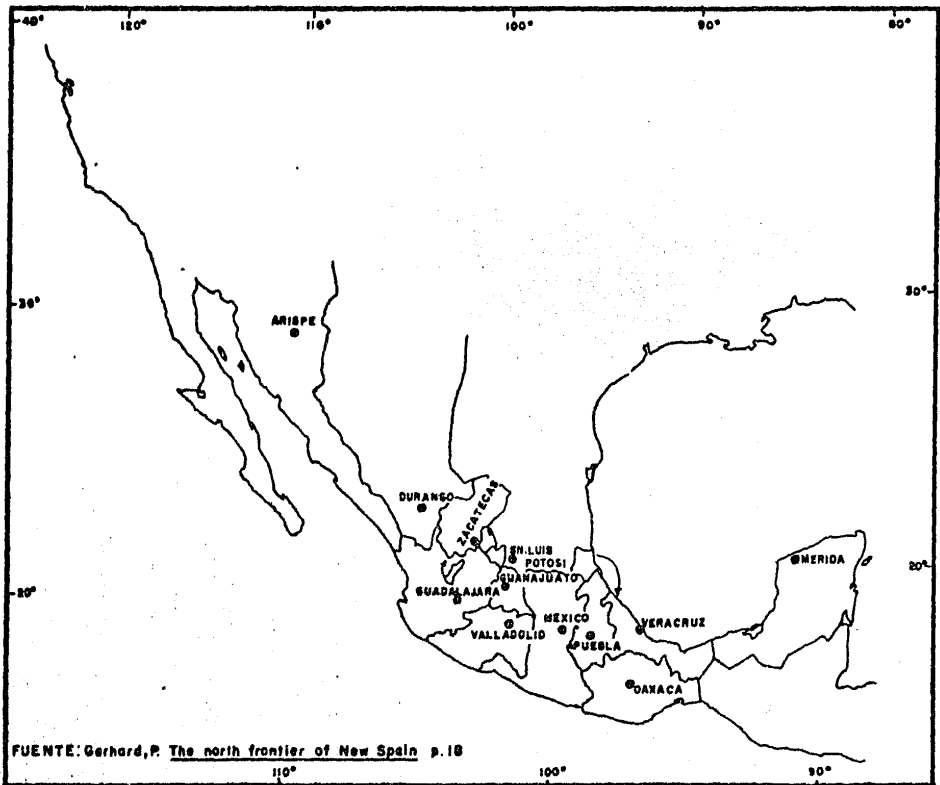 40° 120° 116° 100° 90° 80°
30° 30°
ARISPE
DURANGO
ZACATECAS
SN. LUIS
POTOSI
20° 20°
MERIDA
GUANAJUATO
GUADALAJARA
MEXICO
VERACRUZ
VALLADOLID
PUEBLA
OAXACA
FUENTE: Gerhard, P. The north frontier of New Spain p.18
110° 100° 90°